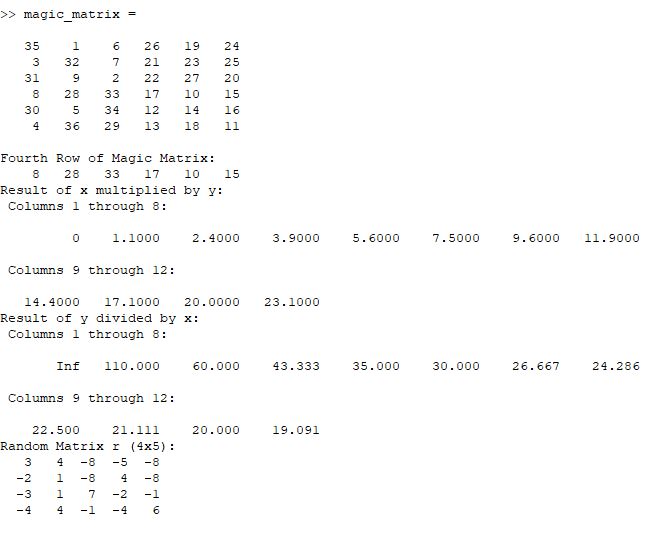 >> magic_matrix =
35 1 6 26 19 24
3 32 7 21 23 25
31 9 2 22 27 20
8 28 33 17 10 15
30 5 34 12 14 16
4 36 29 13 18 11
Fourth Row of Magic Matrix:
8 28 33 17 10 15
Result of x multiplied by y:
Columns 1 through 8:
0 1.1000 2.4000 3.9000 5.6000 7.5000 9.6000 11.9000
Columns 9 through 12:
14.4000 17.1000 20.0000 23.1000
Result of y divided by x:
Columns 1 through 8:
Inf 110.000 60.000 43.333 35.000 30.000 26.667 24.286
Columns 9 through 12:
22.500 21.111 20.000 19.091
Random Matrix r (4x5):
3 4 -8 -5 -8
-2 1 -8 4 -8
-3 1 7 -2 -1
-4 4 -1 -4 6